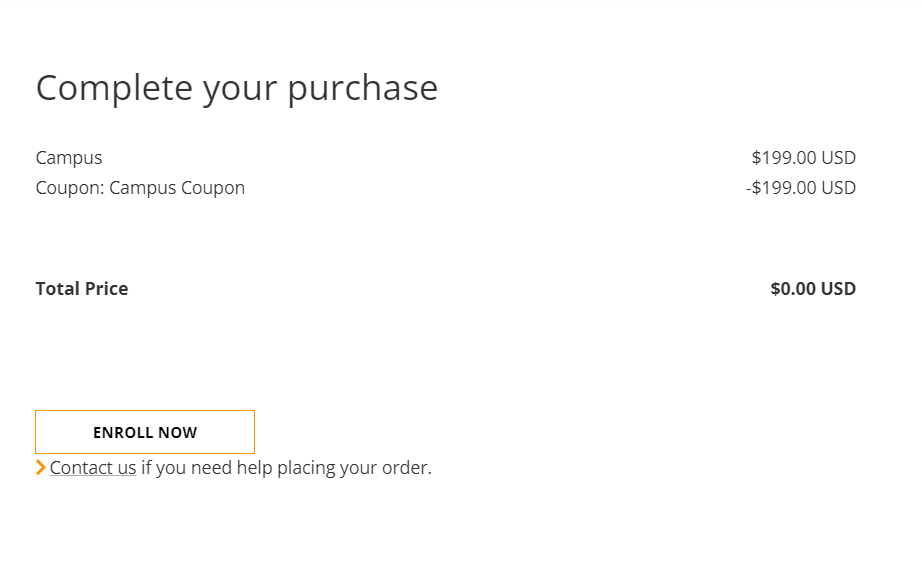 Complete your purchase
Campus $199.00 USD
Coupon: Campus Coupon -$199.00 USD
Total Price $0.00 USD
ENROLL NOW
Contact us if you need help placing your order.